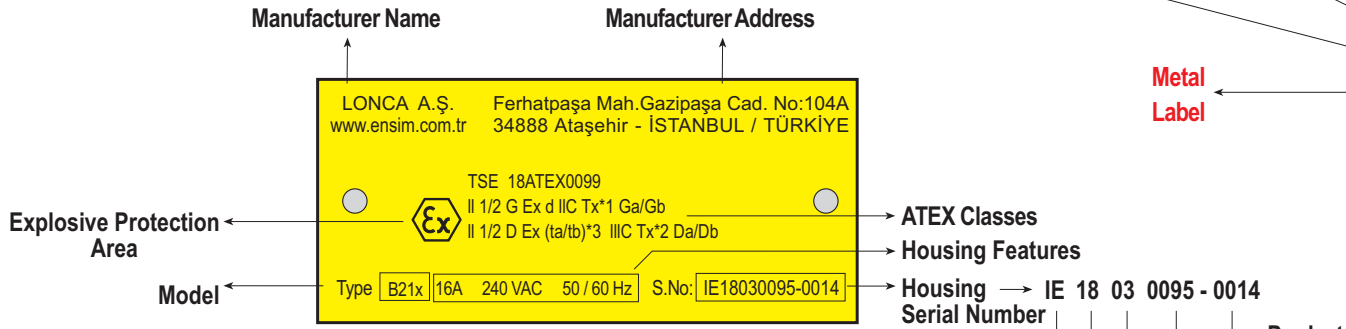 Manufacturer Name
Manufacturer Address
Metal
Label
LONCA A.Ş.
www.ensim.com.tr
Ferhatpaşa Mah.Gazipaşa Cad. No:104A
34888 Ataşehir - İSTANBUL / TÜRKİYE
TSE 18ATEX0099
II 1/2 G Ex d IIC Tx*1 Ga/Gb
II 1/2 D Ex (ta/tb)*3 IIIC Tx*2 Da/Db
Ex
Explosive Protection
Area
ATEX Classes
Housing Features
Model
Type B21x 16A 240 VAC 50 / 60 Hz S.No: IE18030095-0014
Housing
Serial Number
IE 18 03 0095 - 0014